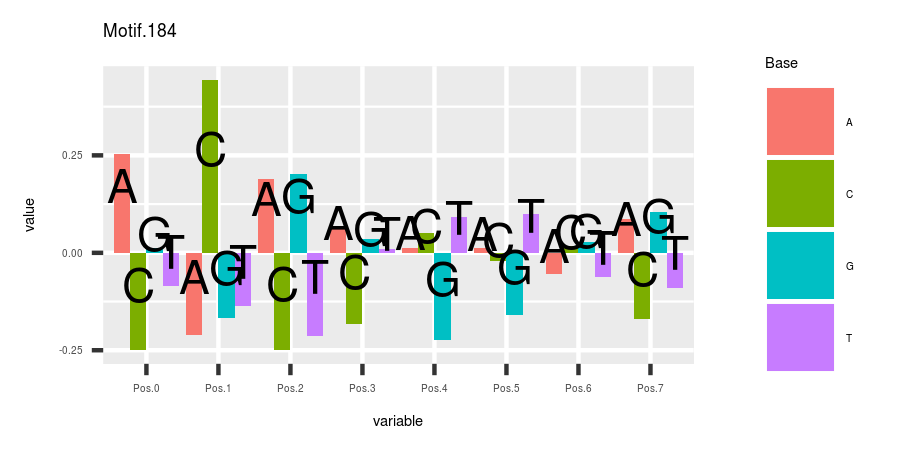 Motif.184
value
0.25
0.00
-0.25
A C G T A C G T A C G T A C G T A C G T A C G T A C G T A C G T
Pos.0 Pos.1 Pos.2 Pos.3 Pos.4 Pos.5 Pos.6 Pos.7
variable
Base
A
C
G
T